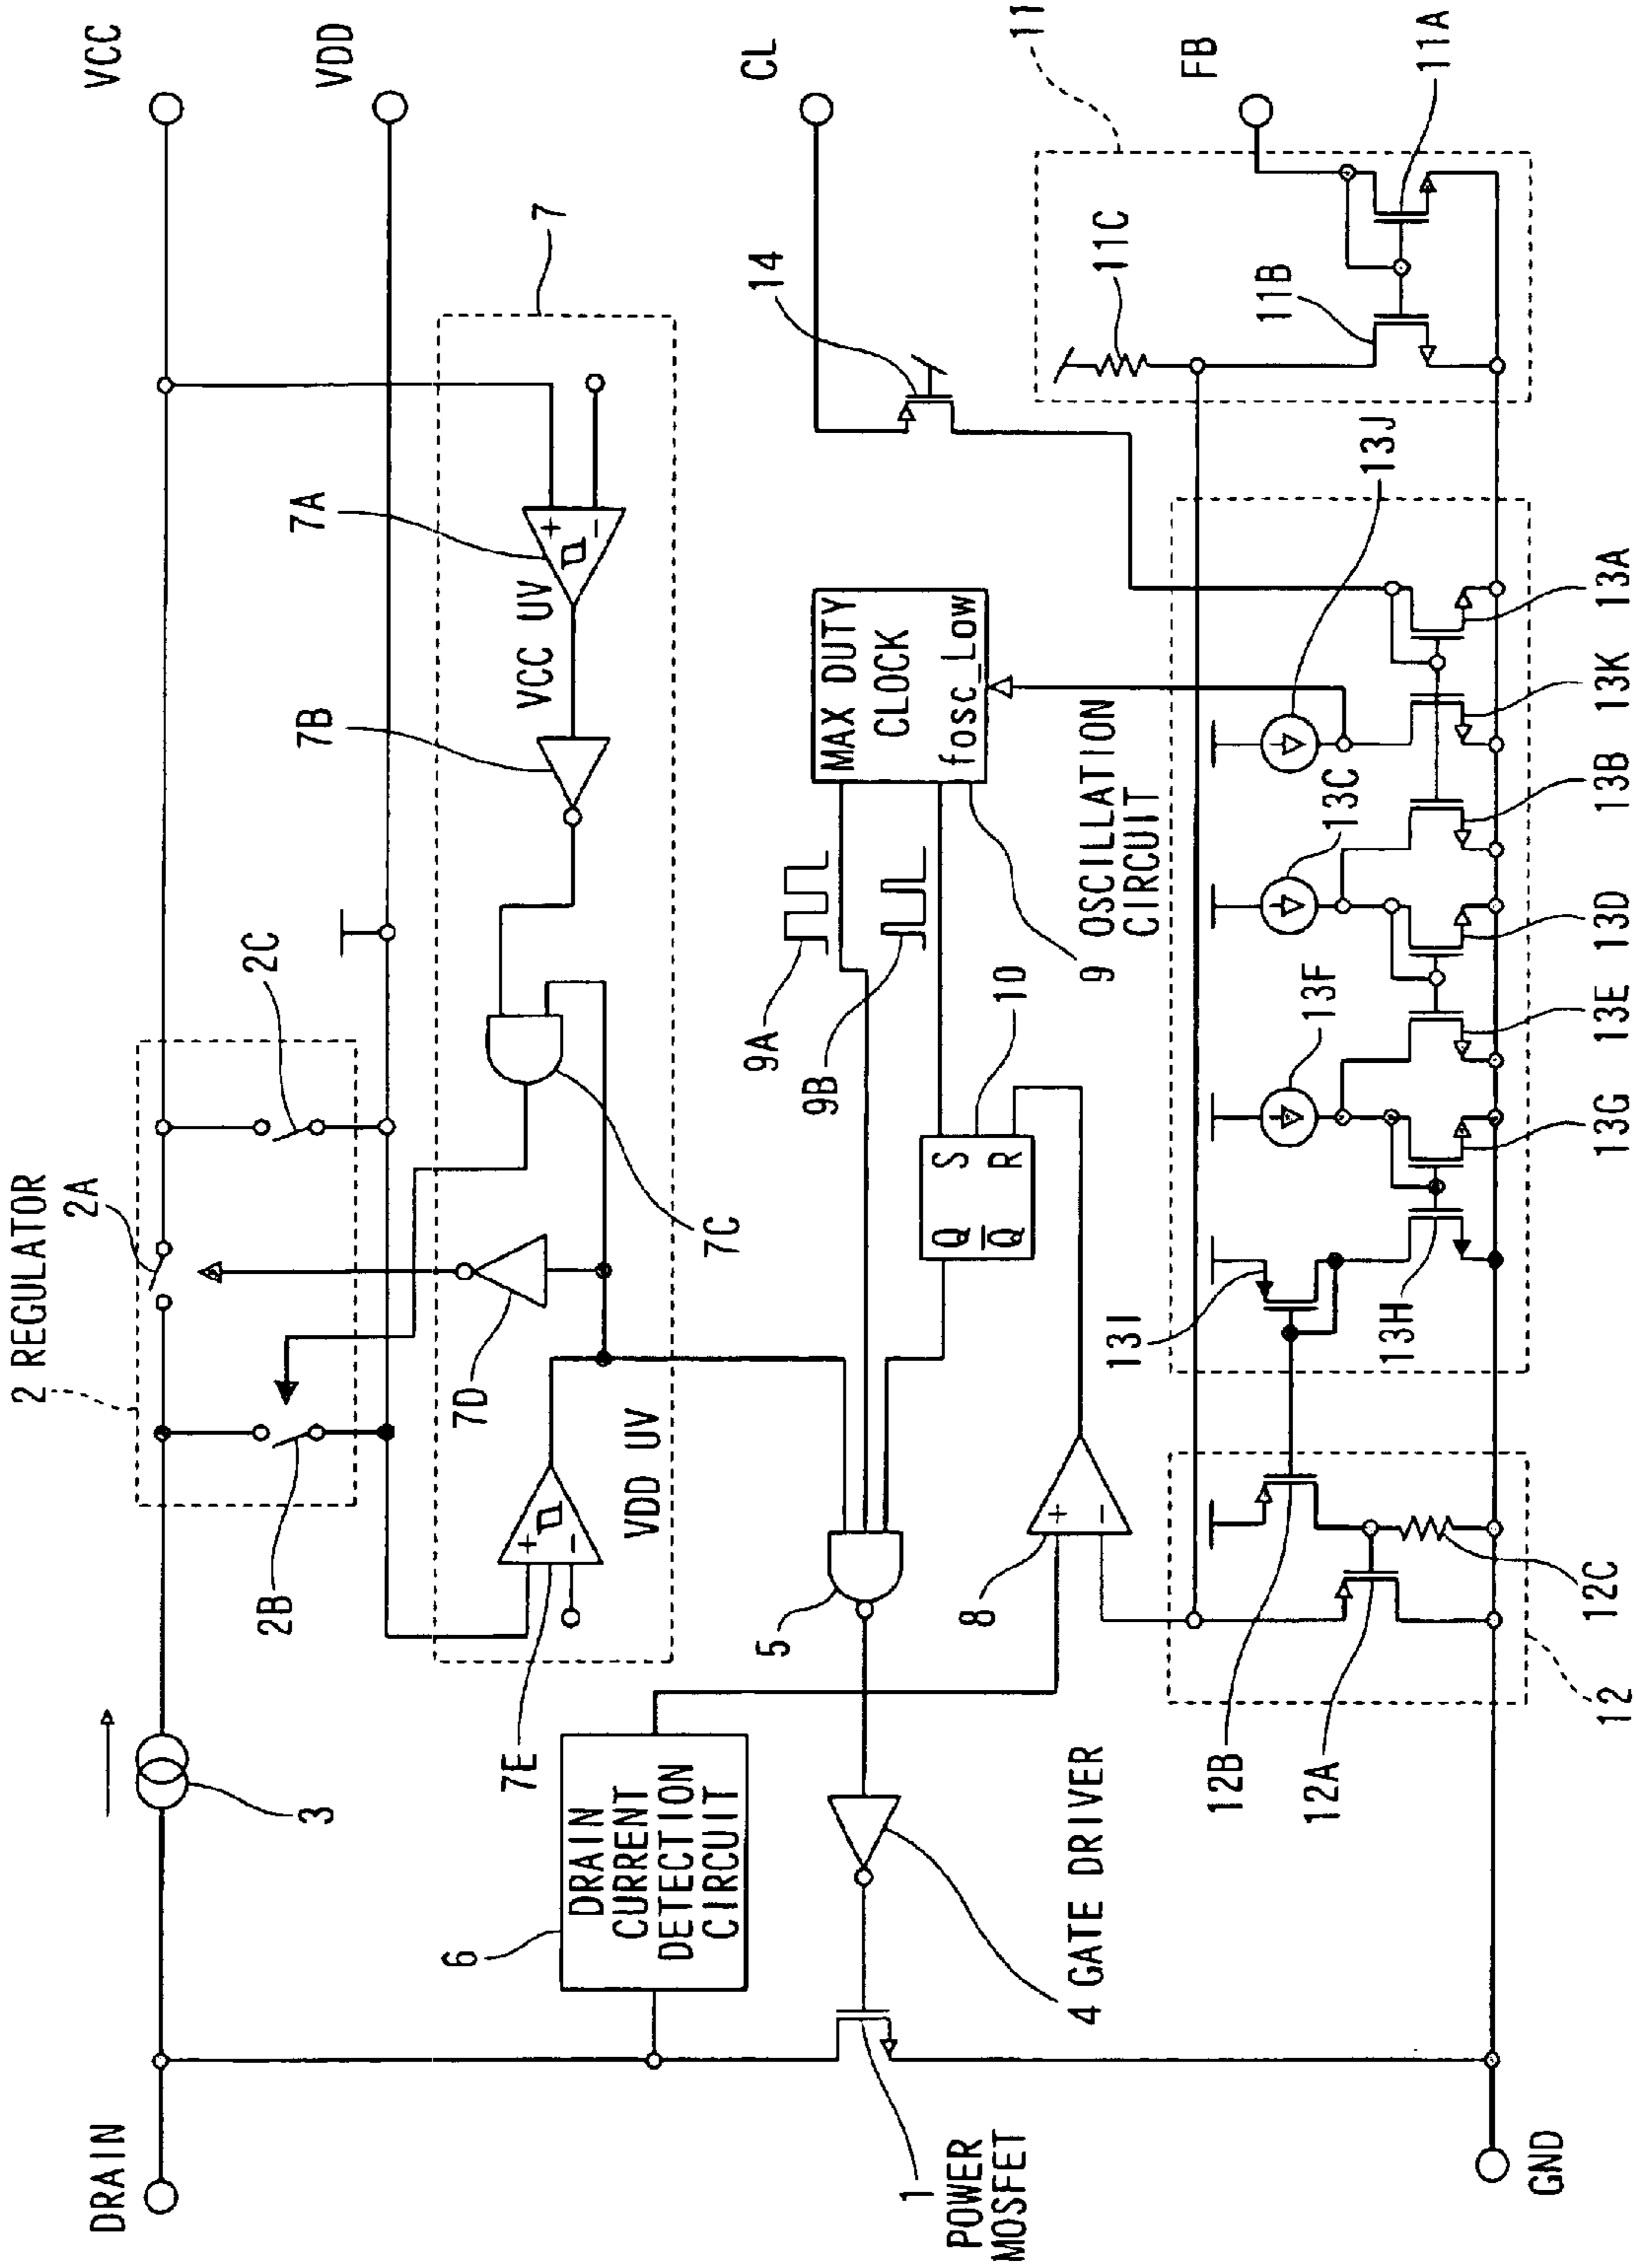 DRAIN
VCC
VDD
CL
FB
GND
2 REGULATOR
2A
2B
2C
3
7
7A
VCC UV
7B
7C
7D
7E
VDD UV
+
-
+
-
6
DRAIN
CURRENT
DETECTION
CIRCUIT
5
4 GATE DRIVER
1
POWER
MOSFET
8
+
-
10
S
R
Q
Q̅
9A
9B
MAX DUTY
CLOCK
fosc_Low
9 OSCILLATION
CIRCUIT
14
11
11A
11B
11C
12
12A
12B
12C
13A
13K
13B
13D
13E
13G
13H
13I
13F
13C
13J